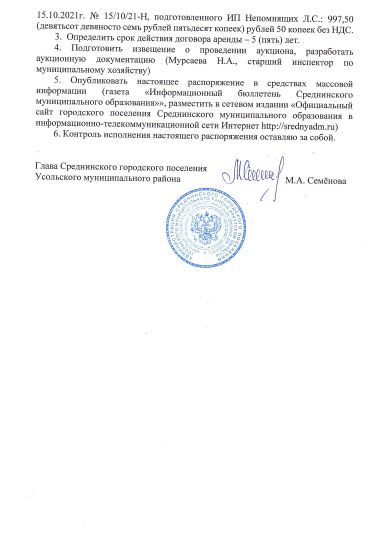 15.10.2021г. № 15/10/21-Н, подготовленного ИП Непомнящих Л.С.: 997,50
(девятьсот девяносто семь рублей пятьдесят копеек) рублей 50 копеек без НДС.
3. Определить срок действия договора аренды – 5 (пять) лет.
4. Подготовить извещение о проведении аукциона, разработать
аукционную документацию (Мурсаева Н.А., старший инспектор по
муниципальному хозяйству)
5. Опубликовать настоящее распоряжение в средствах массовой
информации (газета «Информационный бюллетень Среднинского
муниципального образования»», разместить в сетевом издании «Официальный
сайт городского поселения Среднинского муниципального образования в
информационно-телекоммуникационной сети Интернет http://srednyadm.ru)
6. Контроль исполнения настоящего распоряжения оставляю за собой.
Глава Среднинского городского поселения
Усольского муниципального района
М.А. Семёнова